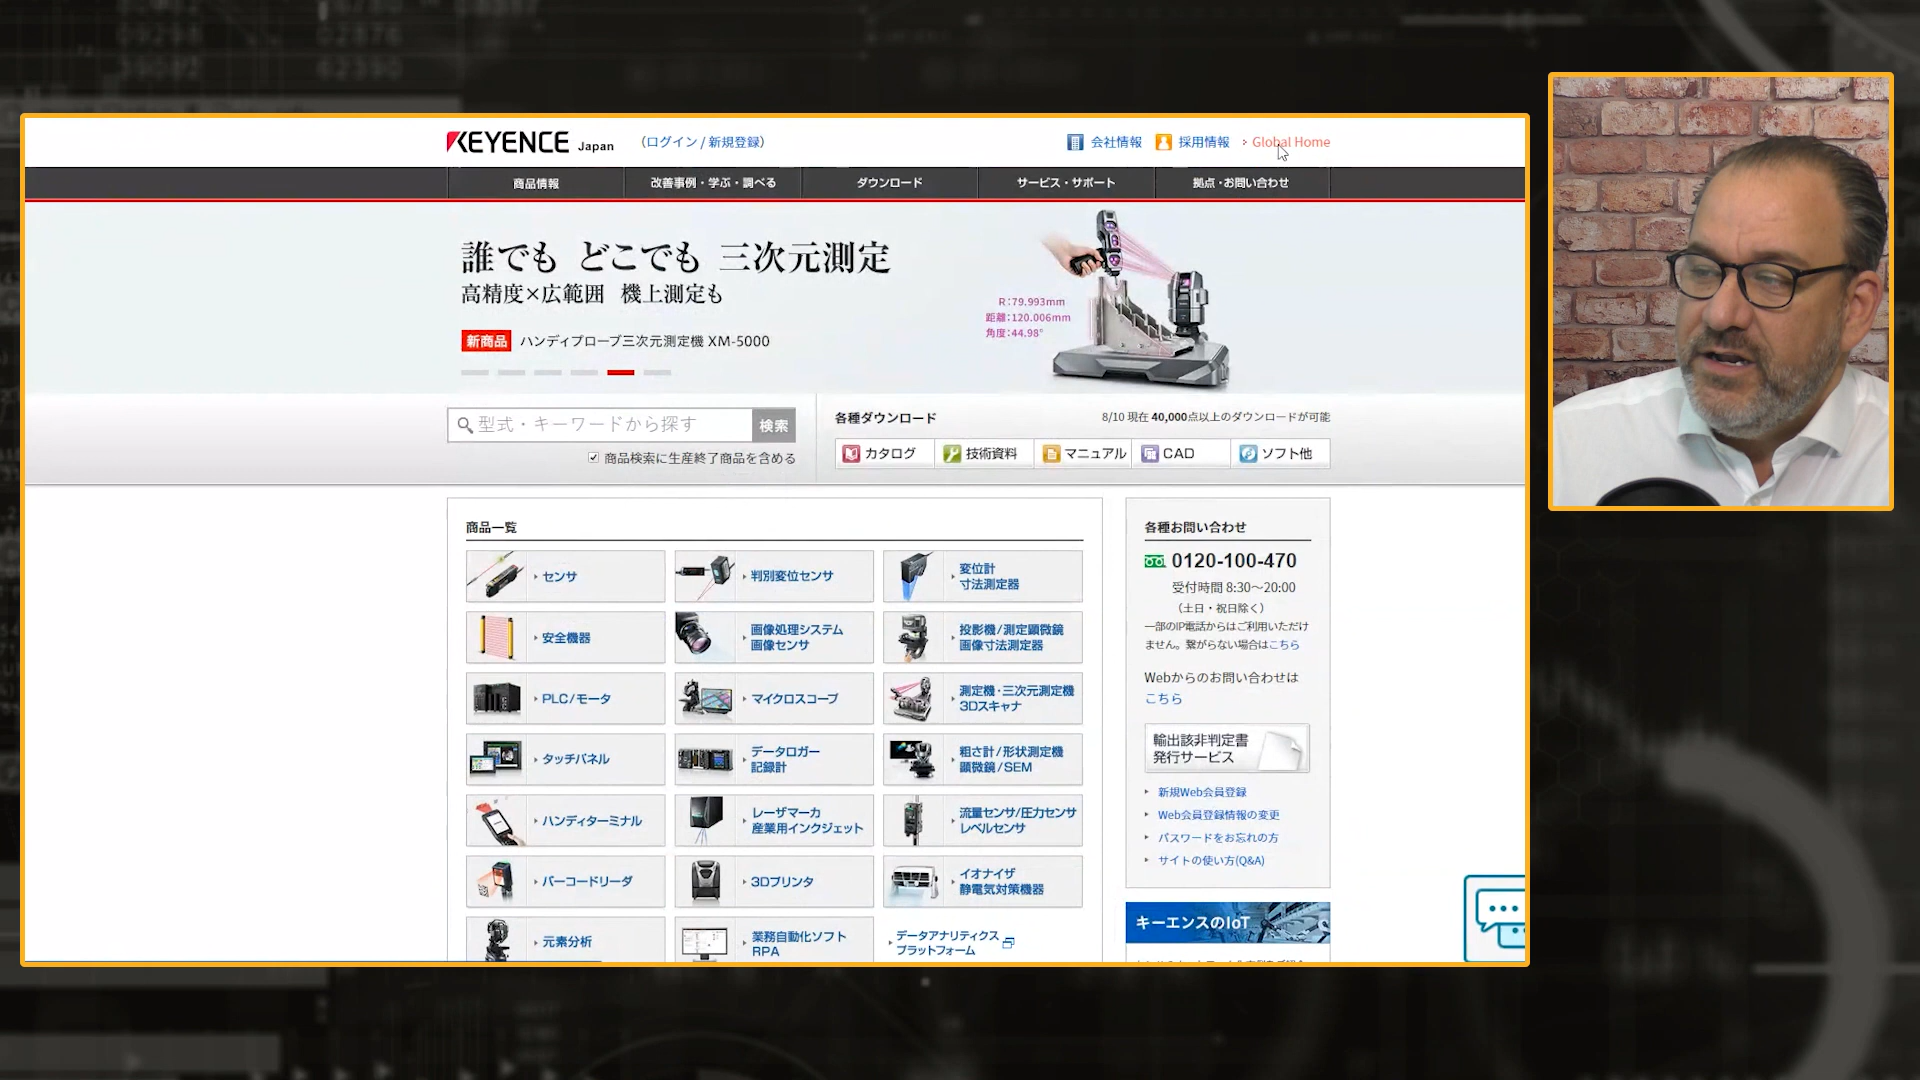 KEYENCE Japan
(ログイン / 新規登録)
会社情報
採用情報
Global Home
商品情報
改善事例・学ぶ・調べる
ダウンロード
サービス・サポート
拠点・お問い合わせ
誰でも どこでも 三次元測定
高精度×広範囲 機上測定も
新商品 ハンディプローブ三次元測定機 XM-5000
R:79.993mm
距離:120.006mm
角度:44.98°
型式・キーワードから探す
検索
商品検索に生産終了商品を含める
各種ダウンロード
8/10 現在 40,000点以上のダウンロードが可能
カタログ
技術資料
マニュアル
CAD
ソフト他
商品一覧
センサ
判別変位センサ
変位計
寸法測定器
安全機器
画像処理システム
画像センサ
投影機/測定顕微鏡
画像寸法測定器
PLC/モータ
マイクロスコープ
測定機・三次元測定機
3Dスキャナ
タッチパネル
データロガー
記録計
粗さ計/形状測定機
顕微鏡/SEM
ハンディターミナル
レーザマーカ
産業用インクジェット
流量センサ/圧力センサ
レベルセンサ
バーコードリーダ
3Dプリンタ
イオナイザ
静電気対策機器
元素分析
業務自動化ソフト
RPA
データアナリティクス
プラットフォーム
各種お問い合わせ
0120-100-470
受付時間 8:30～20:00
(土日・祝日除く)
一部のIP電話からはご利用いただけ
ません。繋がらない場合はこちら
Webからのお問い合わせは
こちら
輸出該非判定書
発行サービス
新規Web会員登録
Web会員登録情報の変更
パスワードをお忘れの方
サイトの使い方(Q&A)
キーエンスのIoT